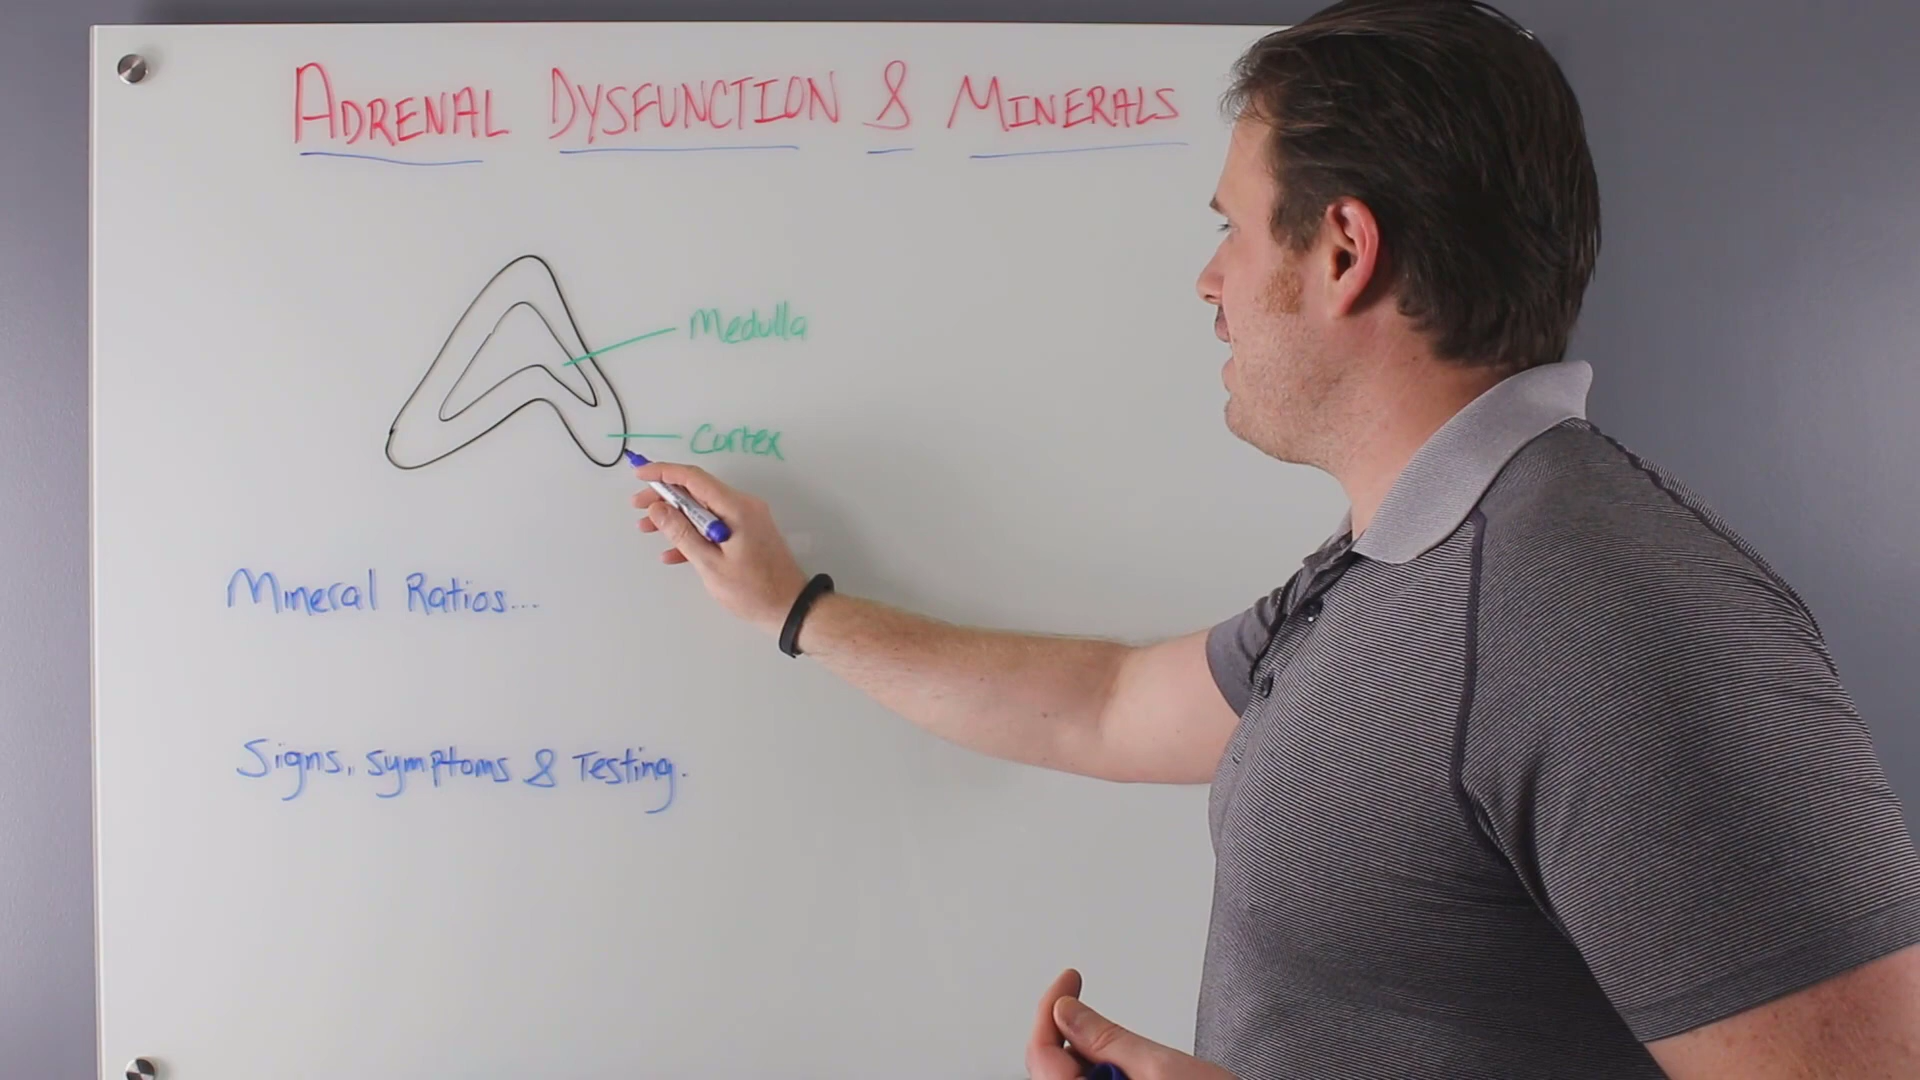 ADRENAL DYSFUNCTION & MINERALS
Medulla
Cortex
Mineral Ratios...
Signs, Symptoms & Testing.